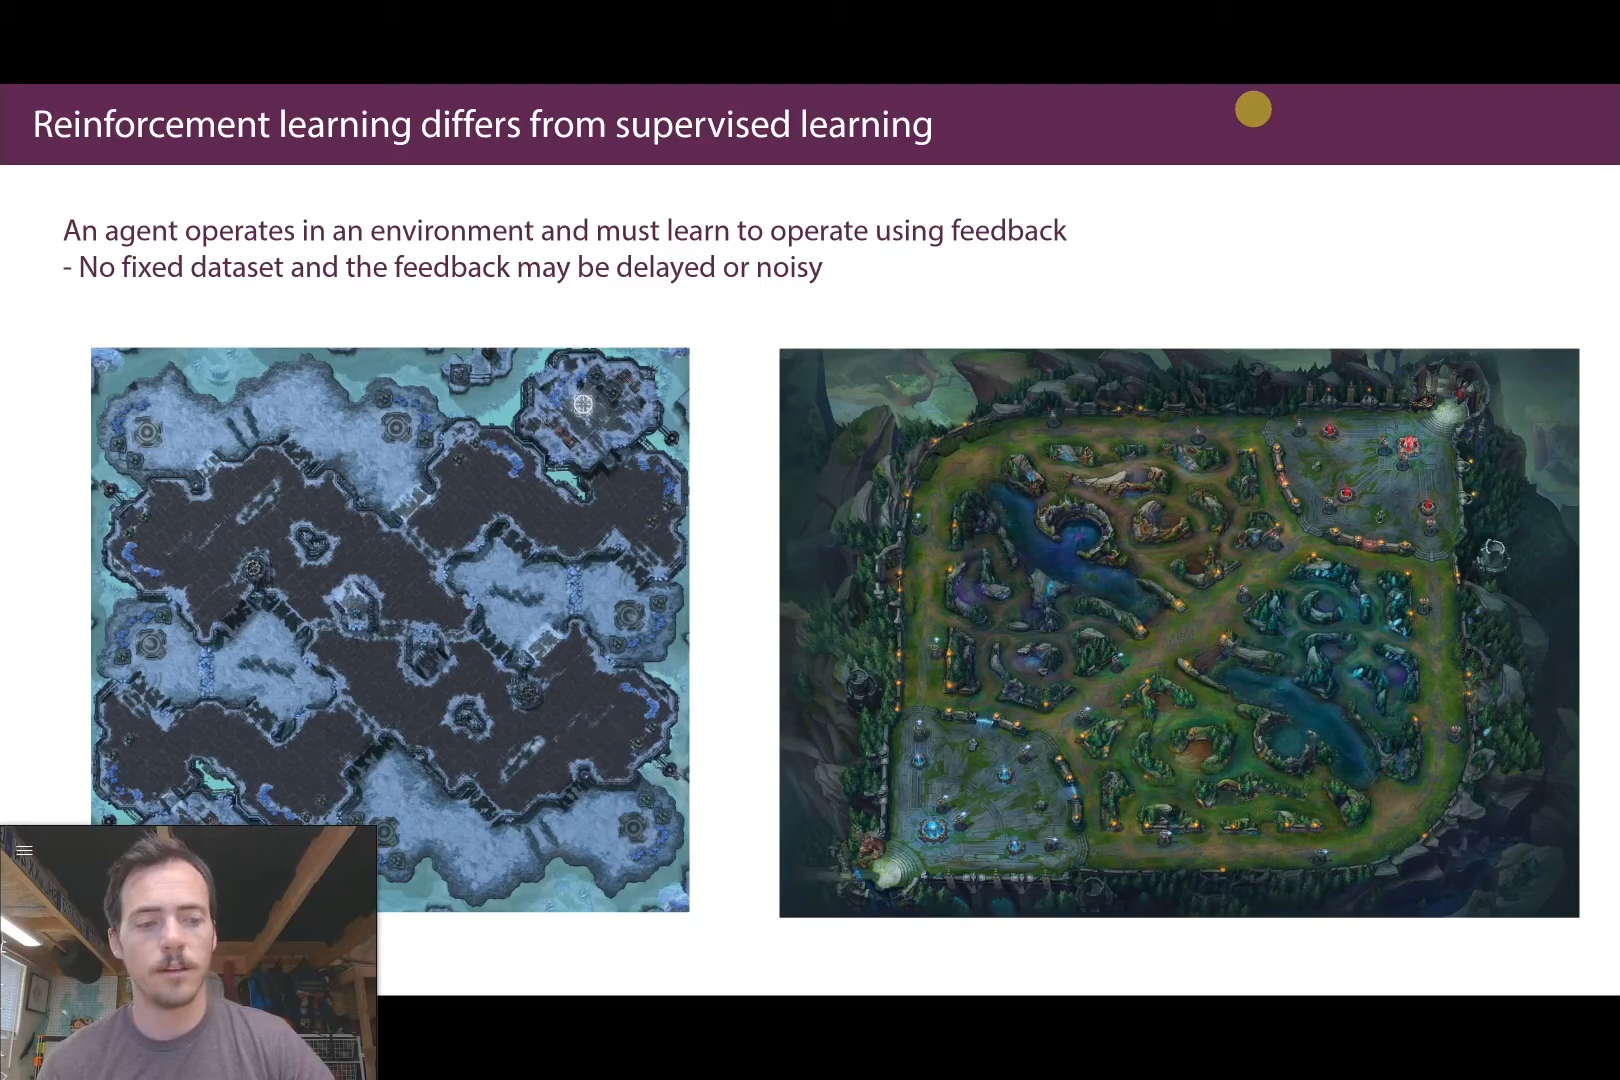 Reinforcement learning differs from supervised learning
An agent operates in an environment and must learn to operate using feedback
- No fixed dataset and the feedback may be delayed or noisy